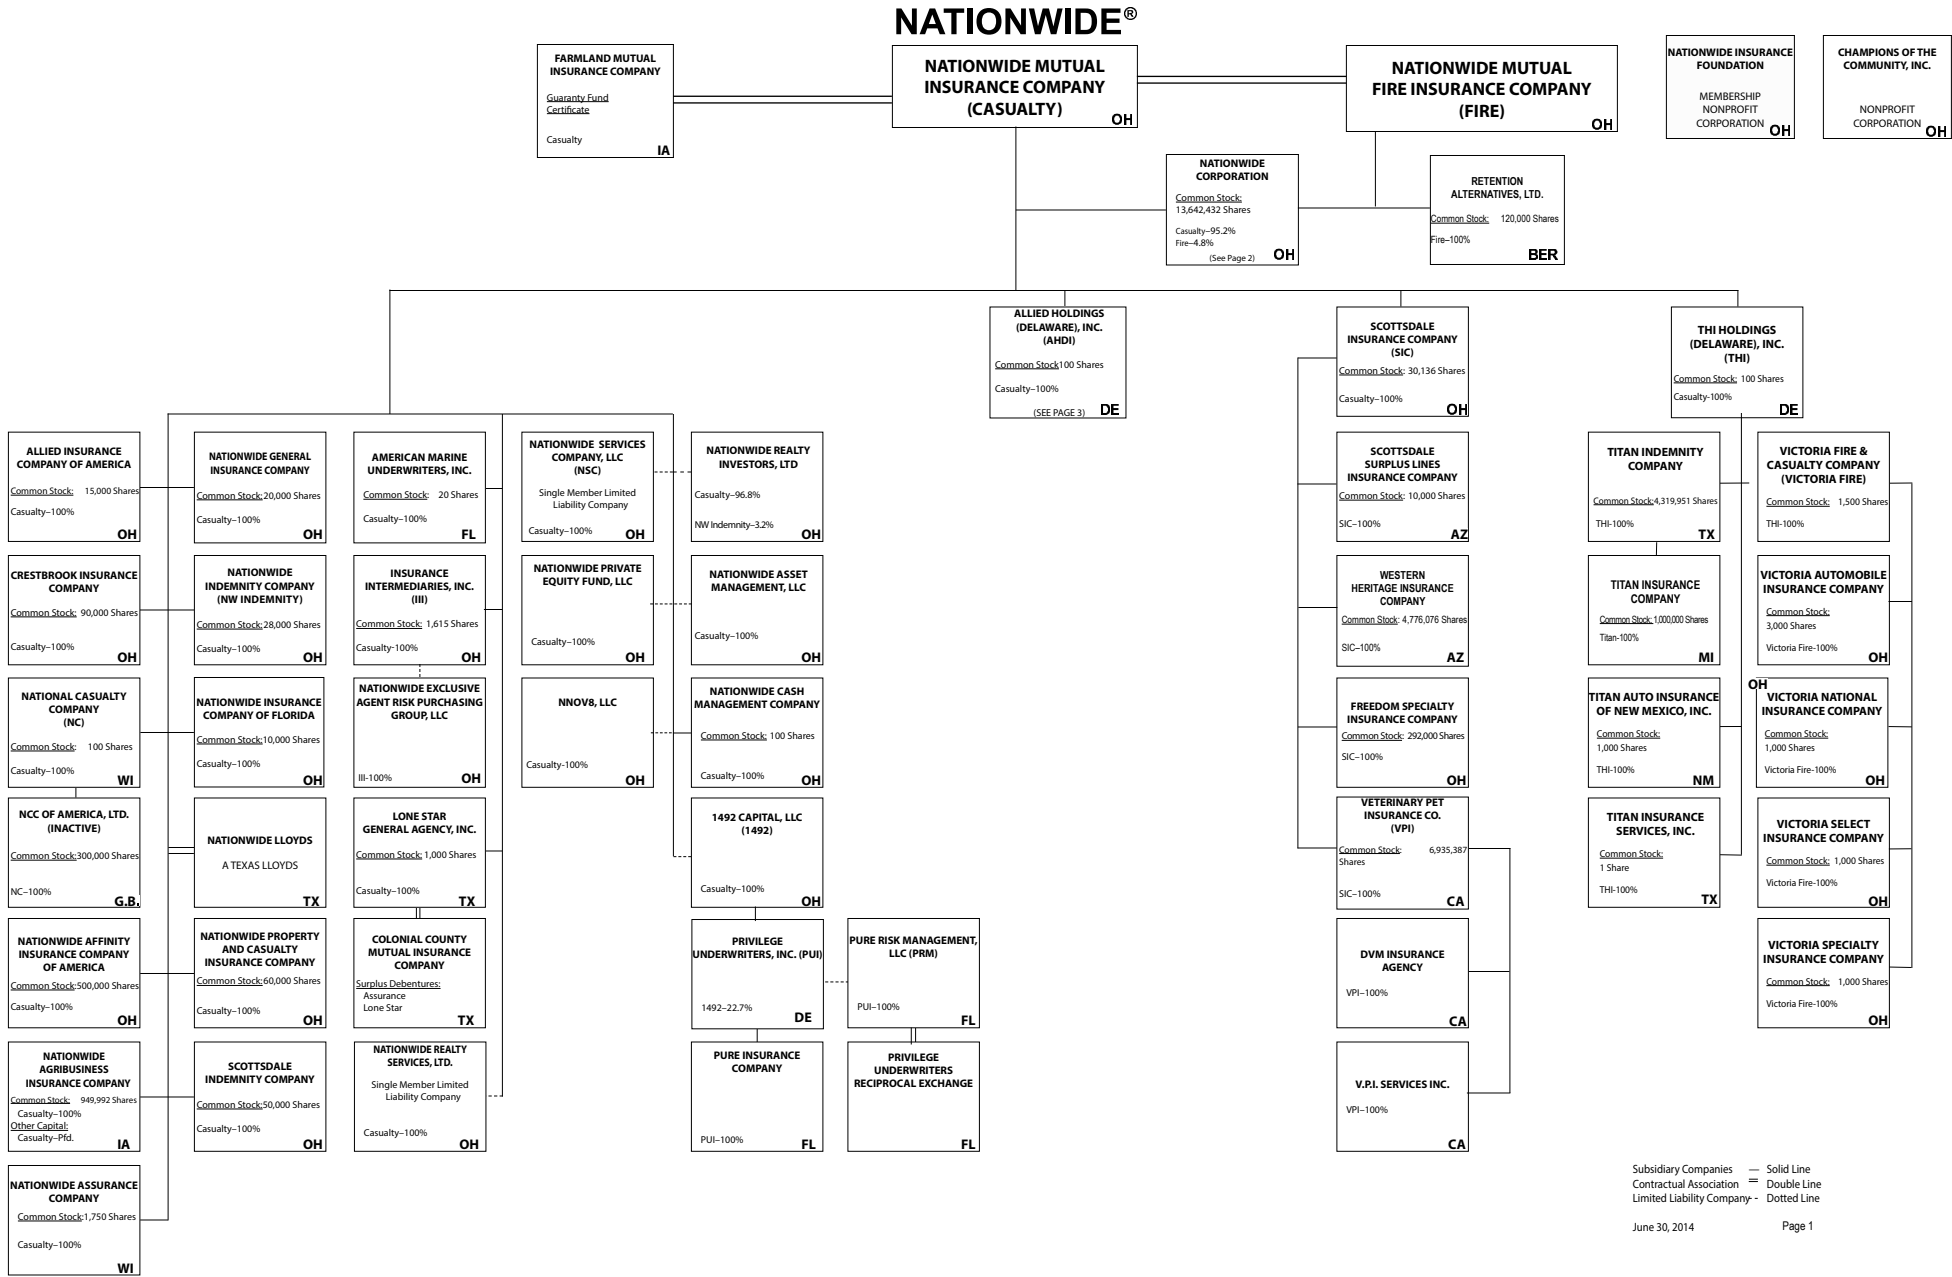 NATIONWIDE®
FARMLAND MUTUAL
INSURANCE COMPANY
Guaranty Fund
Certificate
Casualty
IA
NATIONWIDE MUTUAL
INSURANCE COMPANY
(CASUALTY)
OH
NATIONWIDE MUTUAL
FIRE INSURANCE COMPANY
(FIRE)
OH
NATIONWIDE INSURANCE
FOUNDATION
MEMBERSHIP
NONPROFIT
CORPORATION
OH
CHAMPIONS OF THE
COMMUNITY, INC.
NONPROFIT
CORPORATION
OH
NATIONWIDE
CORPORATION
Common Stock:
13,642,432 Shares
Casualty–95.2%
Fire–4.8%
(See Page 2)
OH
RETENTION
ALTERNATIVES, LTD.
Common Stock: 120,000 Shares
Fire–100%
BER
ALLIED HOLDINGS
(DELAWARE), INC.
(AHDI)
Common Stock100 Shares
Casualty–100%
(SEE PAGE 3)
DE
SCOTTSDALE
INSURANCE COMPANY
(SIC)
Common Stock: 30,136 Shares
Casualty–100%
OH
THI HOLDINGS
(DELAWARE), INC.
(THI)
Common Stock: 100 Shares
Casualty-100%
DE
ALLIED INSURANCE
COMPANY OF AMERICA
Common Stock: 15,000 Shares
Casualty–100%
OH
NATIONWIDE GENERAL
INSURANCE COMPANY
Common Stock:20,000 Shares
Casualty–100%
OH
AMERICAN MARINE
UNDERWRITERS, INC.
Common Stock: 20 Shares
Casualty–100%
FL
NATIONWIDE SERVICES
COMPANY, LLC
(NSC)
Single Member Limited
Liability Company
Casualty–100%
OH
NATIONWIDE REALTY
INVESTORS, LTD
Casualty–96.8%
NW Indemnity–3.2%
OH
SCOTTSDALE
SURPLUS LINES
INSURANCE COMPANY
Common Stock: 10,000 Shares
SIC–100%
AZ
TITAN INDEMNITY
COMPANY
Common Stock:4,319,951 Shares
THI-100%
TX
VICTORIA FIRE &
CASUALTY COMPANY
(VICTORIA FIRE)
Common Stock: 1,500 Shares
THI-100%
CRESTBROOK INSURANCE
COMPANY
Common Stock: 90,000 Shares
Casualty–100%
OH
NATIONWIDE
INDEMNITY COMPANY
(NW INDEMNITY)
Common Stock:28,000 Shares
Casualty–100%
OH
INSURANCE
INTERMEDIARIES, INC.
(III)
Common Stock: 1,615 Shares
Casualty-100%
OH
NATIONWIDE PRIVATE
EQUITY FUND, LLC
Casualty–100%
OH
NATIONWIDE ASSET
MANAGEMENT, LLC
Casualty–100%
OH
WESTERN
HERITAGE INSURANCE
COMPANY
Common Stock: 4,776,076 Shares
SIC–100%
AZ
TITAN INSURANCE
COMPANY
Common Stock: 1,000,000 Shares
Titan-100%
MI
VICTORIA AUTOMOBILE
INSURANCE COMPANY
Common Stock:
3,000 Shares
Victoria Fire-100%
OH
NATIONAL CASUALTY
COMPANY
(NC)
Common Stock: 100 Shares
Casualty–100%
WI
NATIONWIDE INSURANCE
COMPANY OF FLORIDA
Common Stock:10,000 Shares
Casualty–100%
OH
NATIONWIDE EXCLUSIVE
AGENT RISK PURCHASING
GROUP, LLC
III-100%
OH
NNOV8, LLC
Casualty-100%
OH
NATIONWIDE CASH
MANAGEMENT COMPANY
Common Stock: 100 Shares
Casualty–100%
OH
FREEDOM SPECIALTY
INSURANCE COMPANY
Common Stock: 292,000 Shares
SIC–100%
OH
TITAN AUTO INSURANCE
OF NEW MEXICO, INC.
Common Stock:
1,000 Shares
THI-100%
NM
OH
VICTORIA NATIONAL
INSURANCE COMPANY
Common Stock:
1,000 Shares
Victoria Fire-100%
OH
NCC OF AMERICA, LTD.
(INACTIVE)
Common Stock:300,000 Shares
NC–100%
G.B.
NATIONWIDE LLOYDS
A TEXAS LLOYDS
TX
LONE STAR
GENERAL AGENCY, INC.
Common Stock: 1,000 Shares
Casualty–100%
TX
1492 CAPITAL, LLC
(1492)
Casualty–100%
OH
VETERINARY PET
INSURANCE CO.
(VPI)
Common Stock: 6,935,387
Shares
SIC–100%
CA
TITAN INSURANCE
SERVICES, INC.
Common Stock:
1 Share
THI-100%
TX
VICTORIA SELECT
INSURANCE COMPANY
Common Stock: 1,000 Shares
Victoria Fire-100%
OH
NATIONWIDE AFFINITY
INSURANCE COMPANY
OF AMERICA
Common Stock:500,000 Shares
Casualty–100%
OH
NATIONWIDE PROPERTY
AND CASUALTY
INSURANCE COMPANY
Common Stock:60,000 Shares
Casualty–100%
OH
COLONIAL COUNTY
MUTUAL INSURANCE
COMPANY
Surplus Debentures:
Assurance
Lone Star
TX
PRIVILEGE
UNDERWRITERS, INC. (PUI)
1492–22.7%
DE
PURE RISK MANAGEMENT,
LLC (PRM)
PUI–100%
FL
DVM INSURANCE
AGENCY
VPI–100%
CA
VICTORIA SPECIALTY
INSURANCE COMPANY
Common Stock: 1,000 Shares
Victoria Fire-100%
OH
NATIONWIDE
AGRIBUSINESS
INSURANCE COMPANY
Common Stock: 949,992 Shares
Casualty–100%
Other Capital:
Casualty–Pfd.
IA
SCOTTSDALE
INDEMNITY COMPANY
Common Stock:50,000 Shares
Casualty–100%
OH
NATIONWIDE REALTY
SERVICES, LTD.
Single Member Limited
Liability Company
Casualty–100%
OH
PURE INSURANCE
COMPANY
PUI–100%
FL
PRIVILEGE
UNDERWRITERS
RECIPROCAL EXCHANGE
FL
V.P.I. SERVICES INC.
VPI–100%
CA
NATIONWIDE ASSURANCE
COMPANY
Common Stock:1,750 Shares
Casualty–100%
WI
Subsidiary Companies — Solid Line
Contractual Association = Double Line
Limited Liability Company- - Dotted Line
June 30, 2014 Page 1